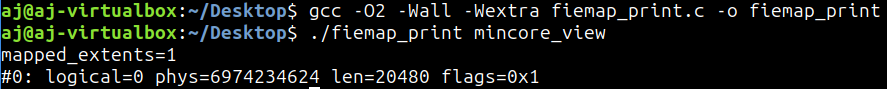 aj@aj-virtualbox:~/Desktop$ gcc -O2 -Wall -Wextra fiemap_print.c -o fiemap_print
aj@aj-virtualbox:~/Desktop$ ./fiemap_print mincore_view
mapped_extents=1
#0: logical=0 phys=6974234624 len=20480 flags=0x1